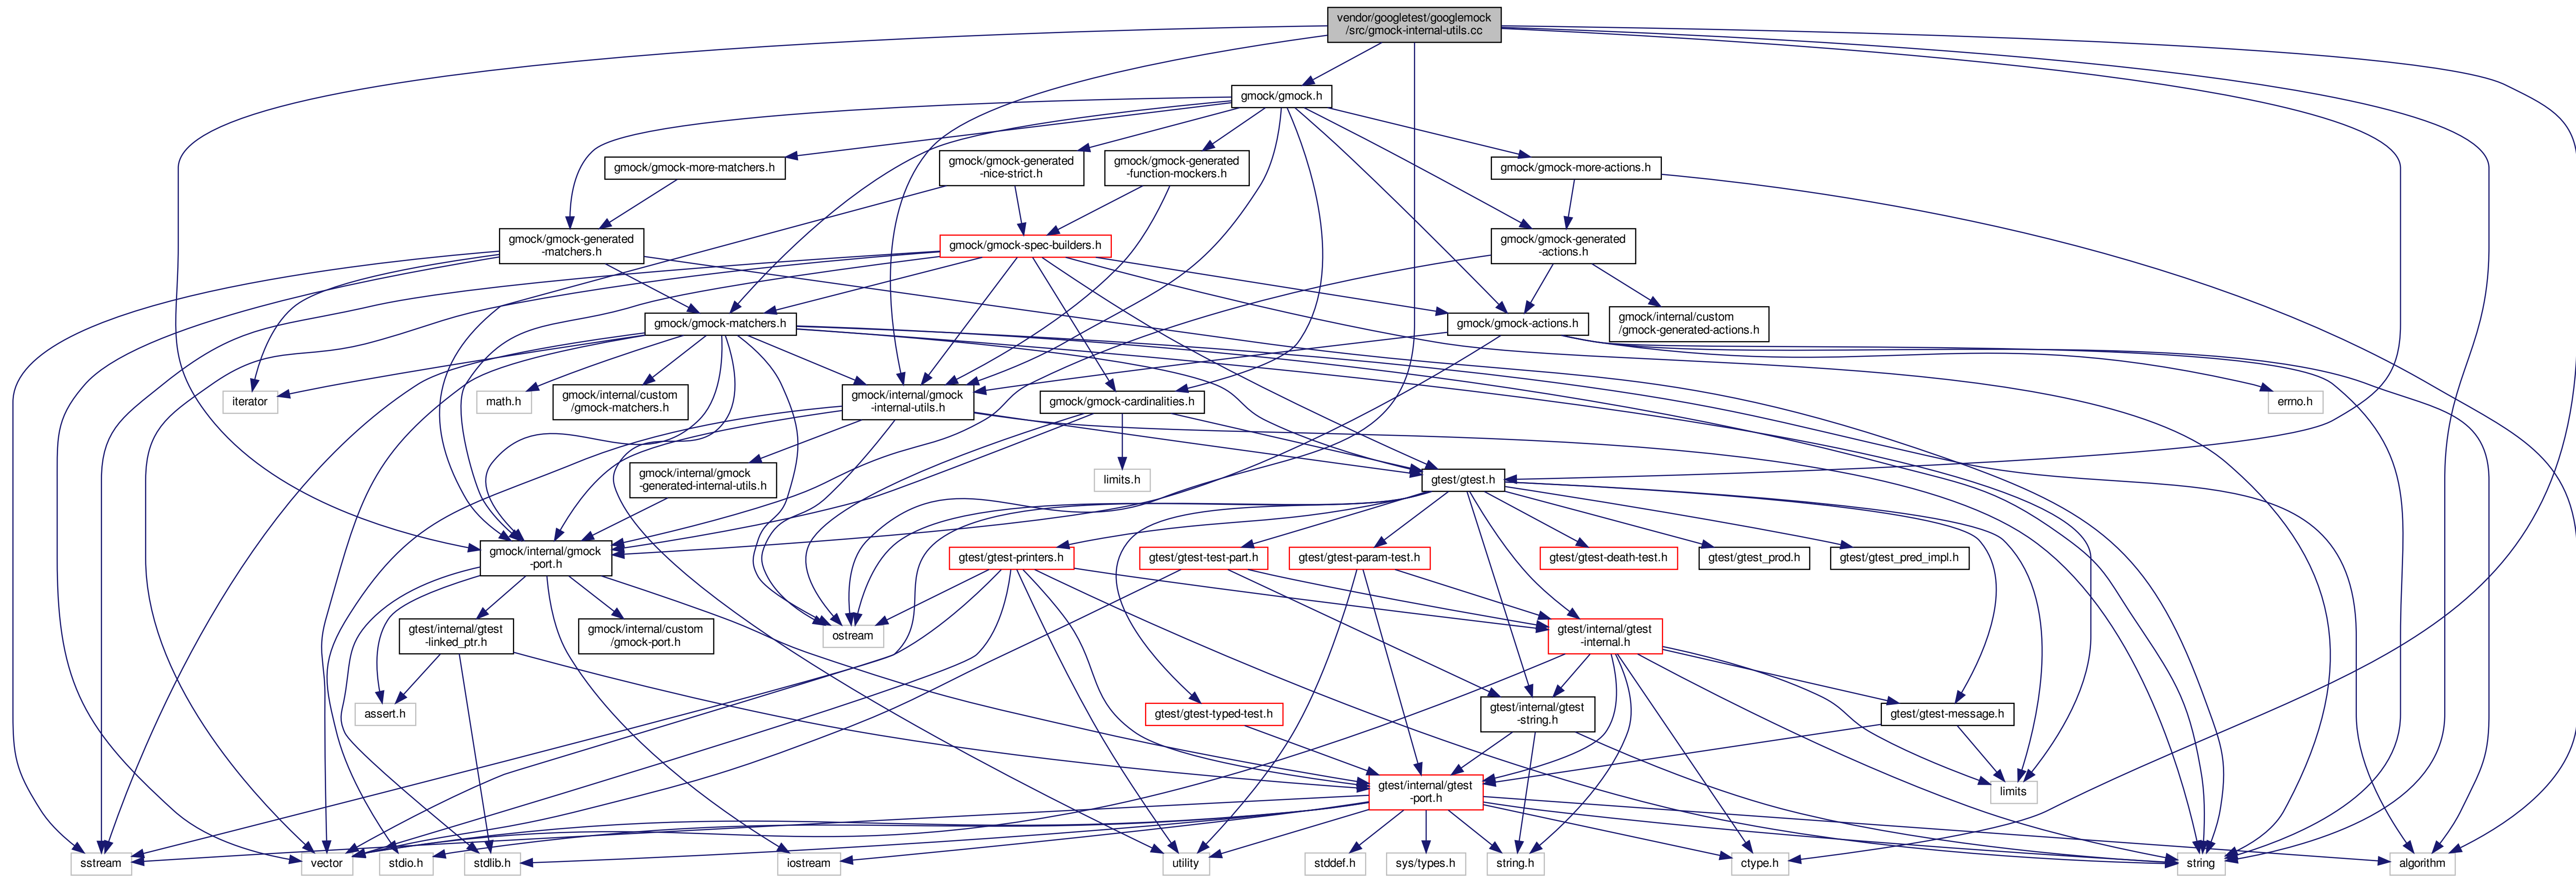 vendor/googletest/googlemock
/src/gmock-internal-utils.cc
gmock/gmock.h
gmock/gmock-more-matchers.h
gmock/gmock-generated
-nice-strict.h
gmock/gmock-generated
-function-mockers.h
gmock/gmock-more-actions.h
gmock/gmock-generated
-matchers.h
gmock/gmock-spec-builders.h
gmock/gmock-generated
-actions.h
gmock/gmock-matchers.h
gmock/gmock-actions.h
gmock/internal/custom
/gmock-generated-actions.h
iterator
math.h
gmock/internal/custom
/gmock-matchers.h
gmock/internal/gmock
-internal-utils.h
gmock/gmock-cardinalities.h
errno.h
gmock/internal/gmock
-generated-internal-utils.h
limits.h
gtest/gtest.h
gmock/internal/gmock
-port.h
gtest/gtest-printers.h
gtest/gtest-test-part.h
gtest/gtest-param-test.h
gtest/gtest-death-test.h
gtest/gtest_prod.h
gtest/gtest_pred_impl.h
gtest/internal/gtest
-linked_ptr.h
gmock/internal/custom
/gmock-port.h
ostream
gtest/internal/gtest
-internal.h
assert.h
gtest/gtest-typed-test.h
gtest/internal/gtest
-string.h
gtest/gtest-message.h
gtest/internal/gtest
-port.h
limits
sstream
vector
stdio.h
stdlib.h
iostream
utility
stddef.h
sys/types.h
string.h
ctype.h
string
algorithm